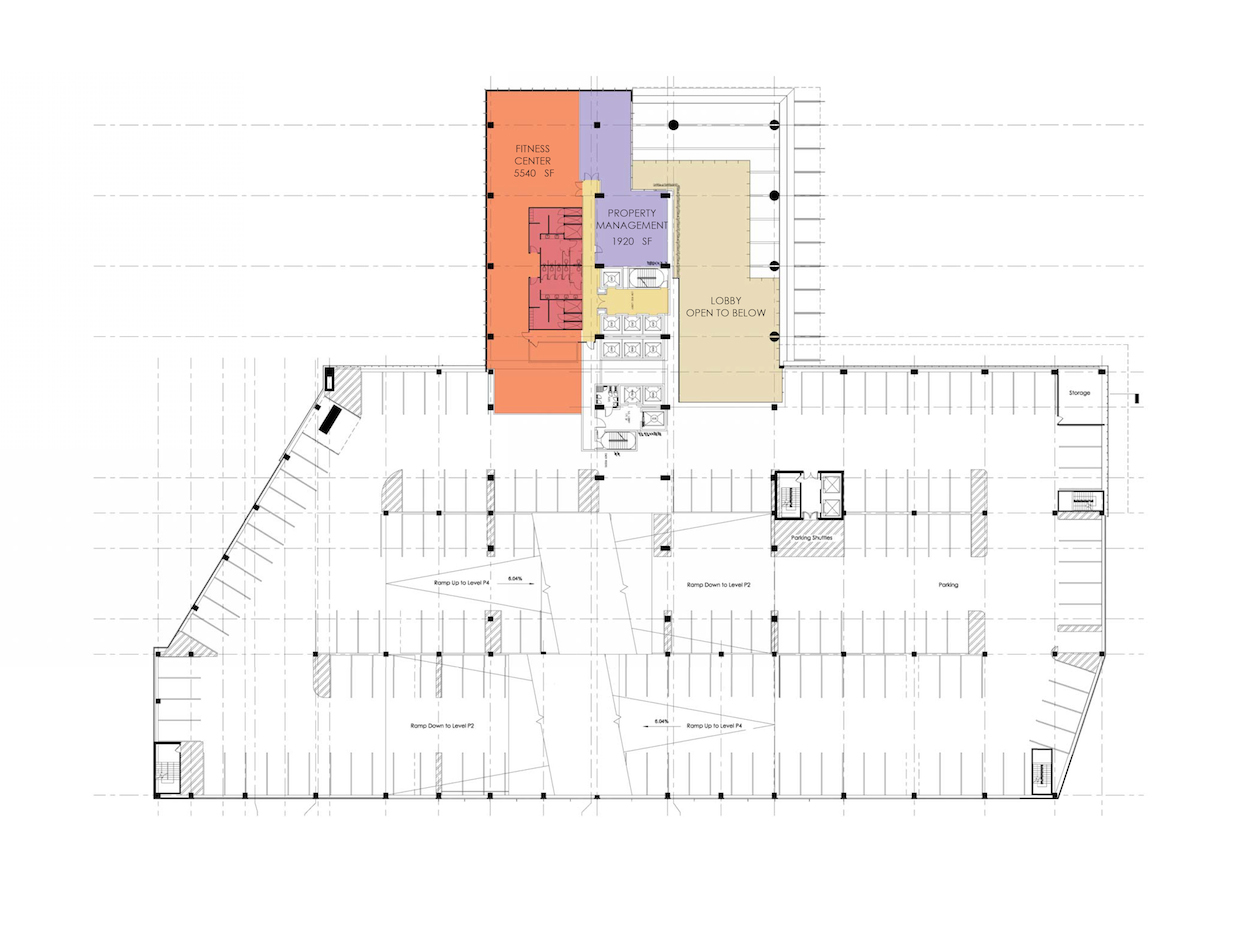 FITNESS
CENTER
5540 SF
PROPERTY
MANAGEMENT
1920 SF
LOBBY
OPEN TO BELOW
Storage
Parking Shuttles
Ramp Up to Level P4
6.04%
Ramp Down to Level P2
Parking
Ramp Down to Level P2
6.04%
Ramp Up to Level P4